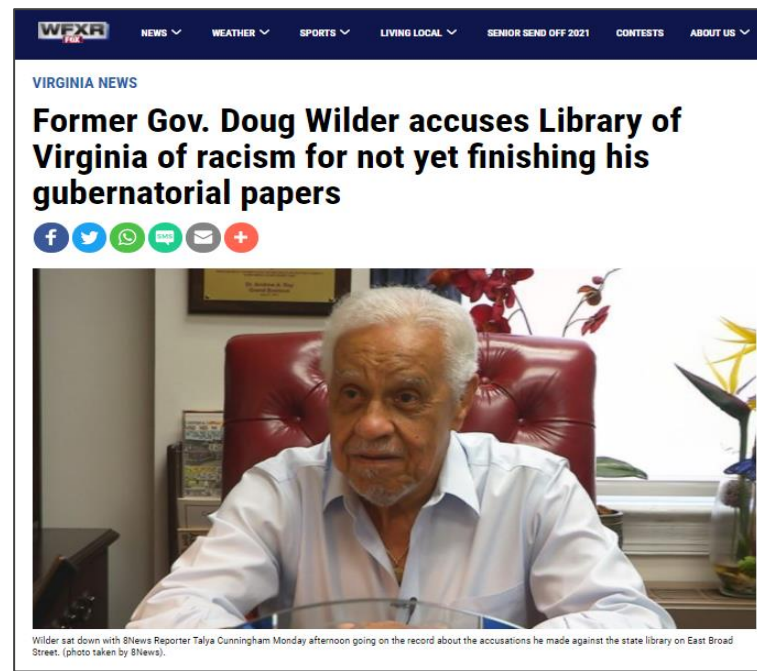 WFXR
FOX
NEWS
WEATHER
SPORTS
LIVING LOCAL
SENIOR SEND OFF 2021
CONTESTS
ABOUT US
VIRGINIA NEWS
Former Gov. Doug Wilder accuses Library of
Virginia of racism for not yet finishing his
gubernatorial papers
SMS
Wilder sat down with 8News Reporter Talya Cunningham Monday afternoon going on the record about the accusations he made against the state library on East Broad
Street. (photo taken by 8News).